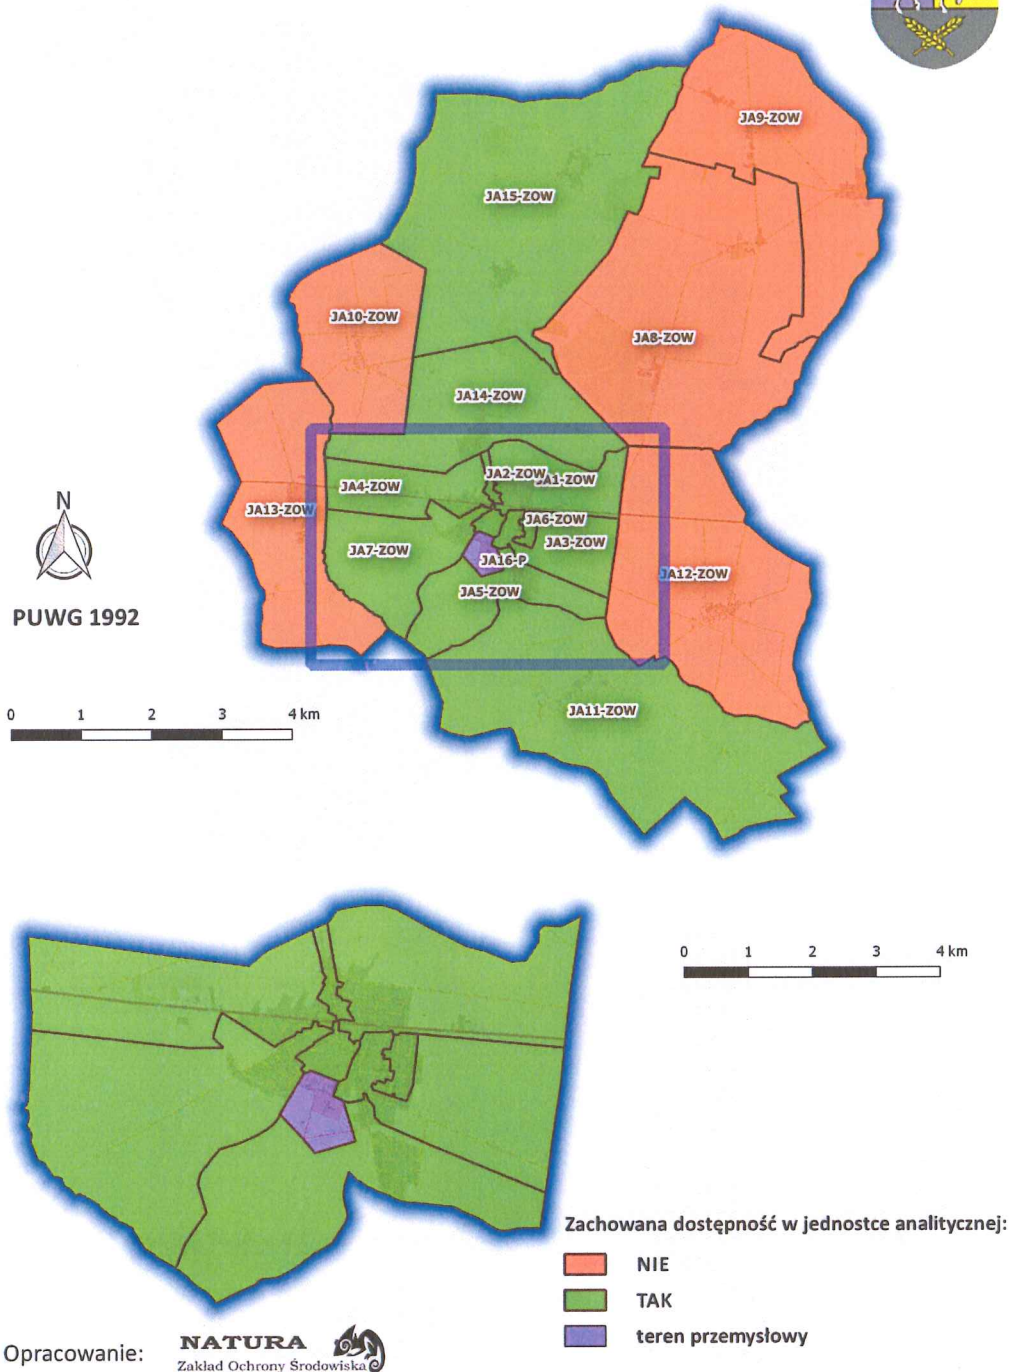 JA9-ZOW
JA15-ZOW
JA10-ZOW
JA8-ZOW
JA14-ZOW
JA2-ZOW
JA1-ZOW
JA4-ZOW
JA13-ZOW
JA6-ZOW
JA3-ZOW
JA7-ZOW
JA16-P
JA12-ZOW
JA5-ZOW
JA11-ZOW
N
PUWG 1992
0 1 2 3 4 km
0 1 2 3 4 km
Zachowana dostępność w jednostce analitycznej:
NIE
TAK
teren przemysłowy
Opracowanie:
NATURA
Zakład Ochrony Środowiska